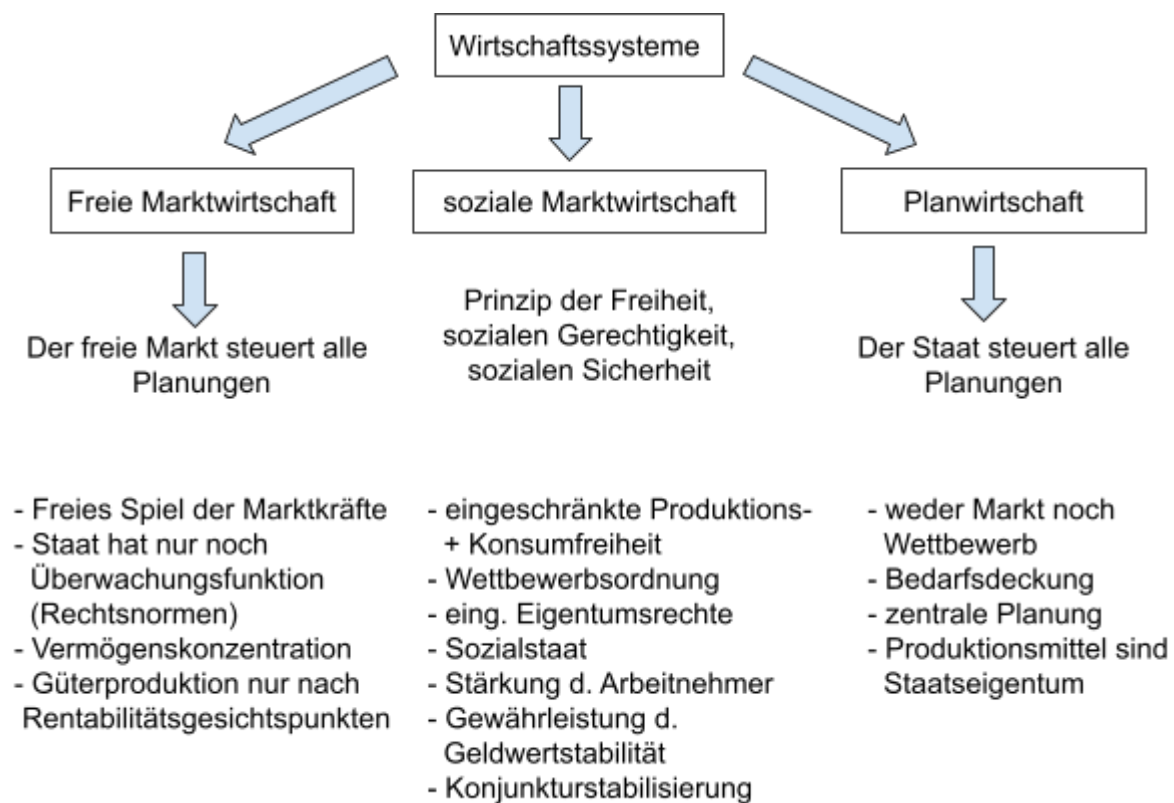 Wirtschaftssysteme
Freie Marktwirtschaft
soziale Marktwirtschaft
Planwirtschaft
Der freie Markt steuert alle
Planungen
Prinzip der Freiheit,
sozialen Gerechtigkeit,
sozialen Sicherheit
Der Staat steuert alle
Planungen
- Freies Spiel der Marktkräfte
- Staat hat nur noch
Überwachungsfunktion
(Rechtsnormen)
- Vermögenskonzentration
- Güterproduktion nur nach
Rentabilitätsgesichtspunkten
- eingeschränkte Produktions-
+ Konsumfreiheit
- Wettbewerbsordnung
- eing. Eigentumsrechte
- Sozialstaat
- Stärkung d. Arbeitnehmer
- Gewährleistung d.
Geldwertstabilität
- Konjunkturstabilisierung
- weder Markt noch
Wettbewerb
- Bedarfsdeckung
- zentrale Planung
- Produktionsmittel sind
Staatseigentum